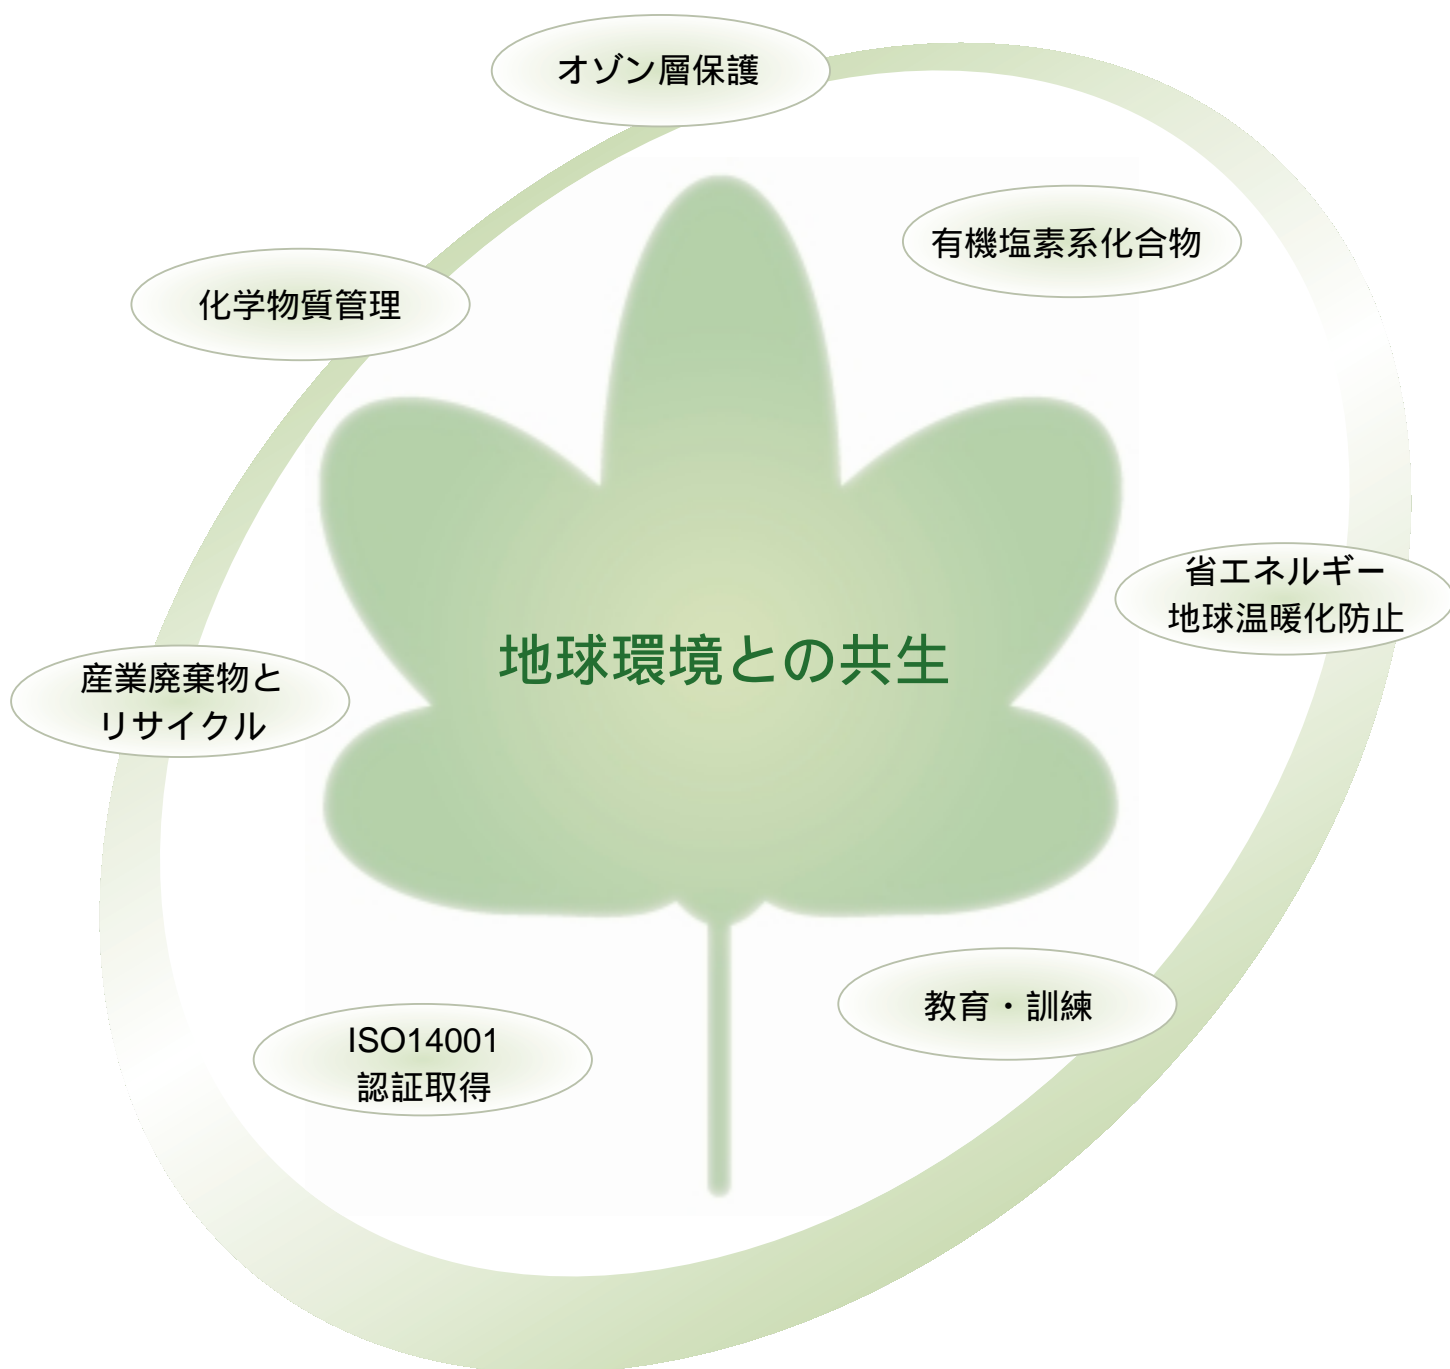 オゾン層保護
有機塩素系化合物
化学物質管理
省エネルギー
地球温暖化防止
地球環境との共生
産業廃棄物と
リサイクル
教育・訓練
ISO14001
認証取得